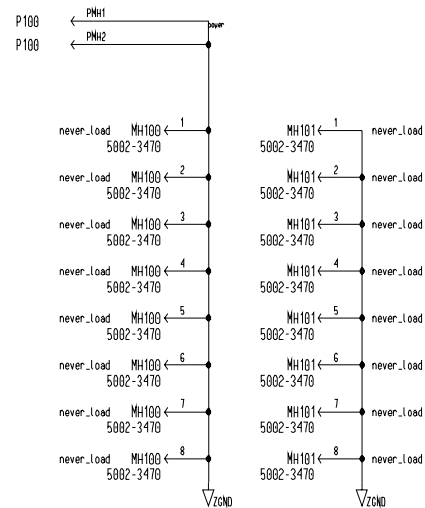 P100 PMH1
power
P100 PMH2
never_load MH100 1 MH101 1 never_load
5002-3470 5002-3470
never_load MH100 2 MH101 2 never_load
5002-3470 5002-3470
never_load MH100 3 MH101 3 never_load
5002-3470 5002-3470
never_load MH100 4 MH101 4 never_load
5002-3470 5002-3470
never_load MH100 5 MH101 5 never_load
5002-3470 5002-3470
never_load MH100 6 MH101 6 never_load
5002-3470 5002-3470
never_load MH100 7 MH101 7 never_load
5002-3470 5002-3470
never_load MH100 8 MH101 8 never_load
5002-3470 5002-3470
ZGND ZGND